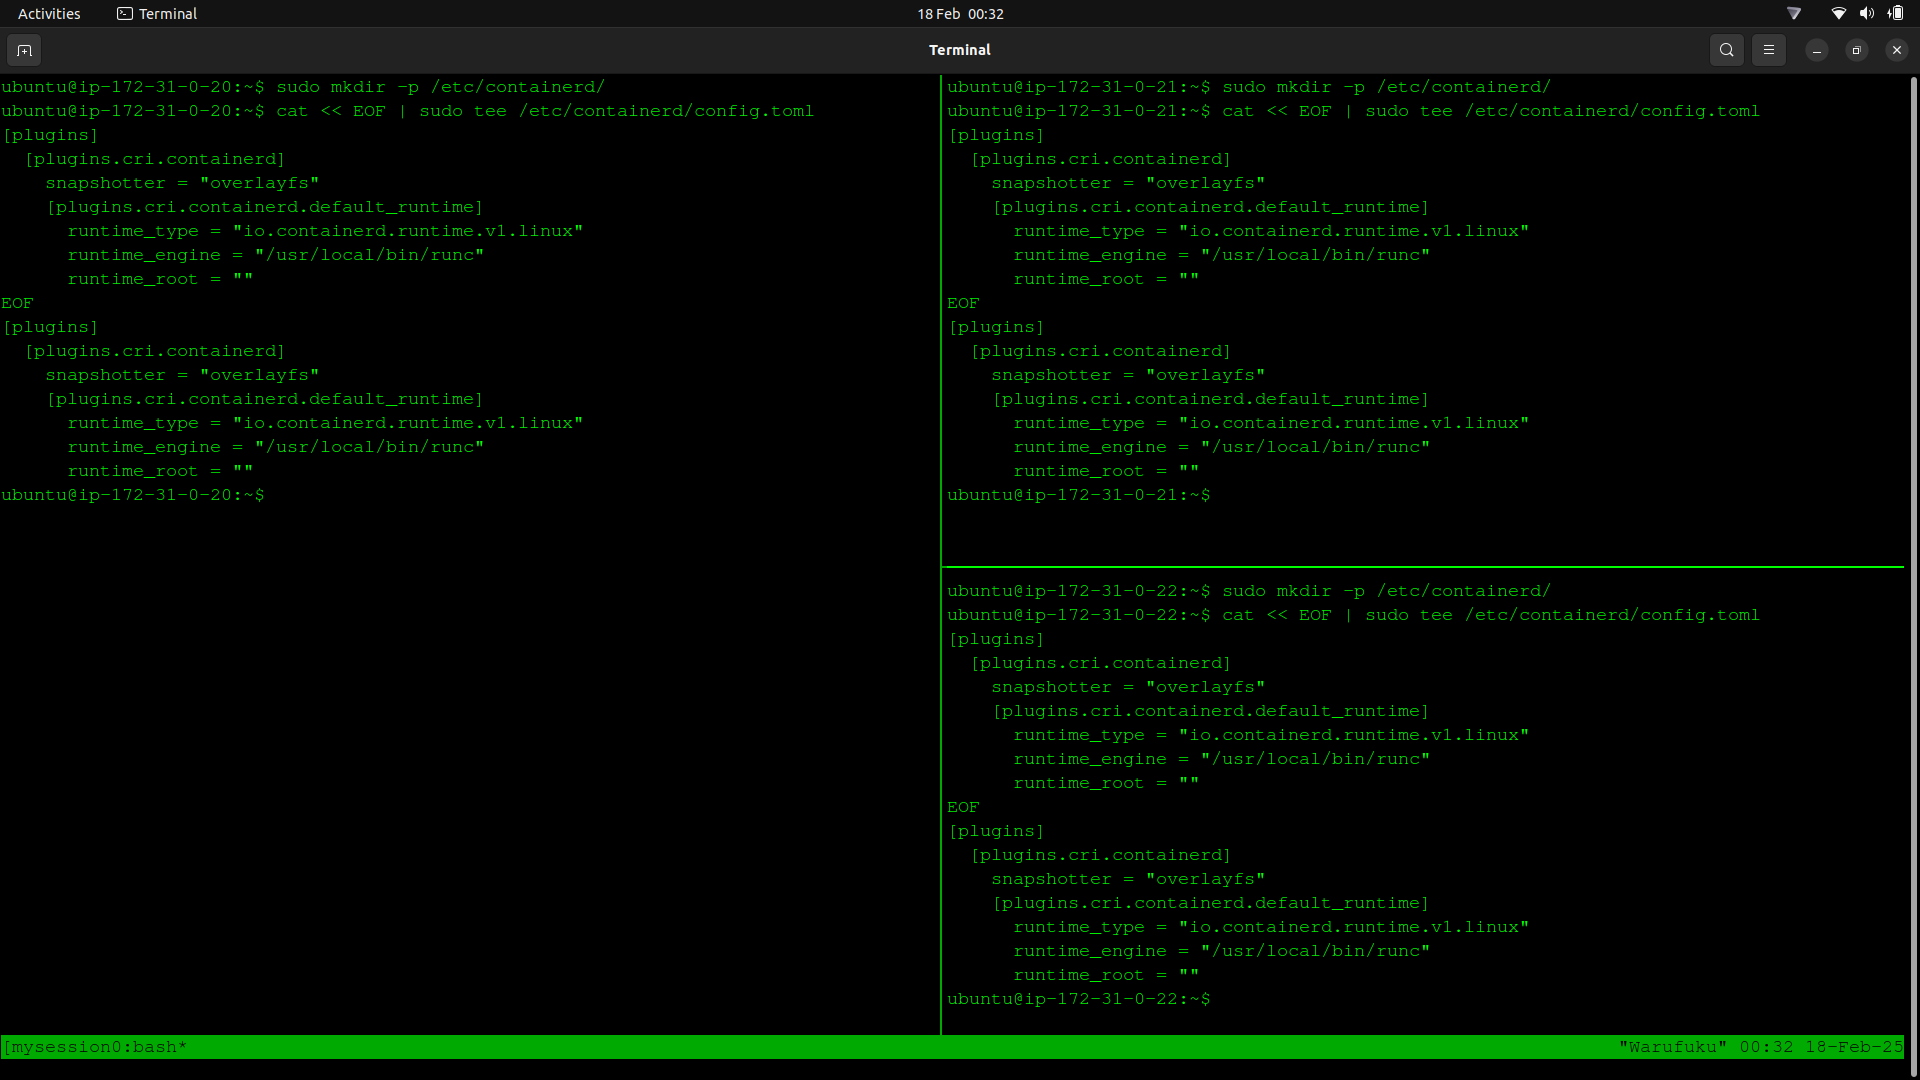 Activities
Terminal
18 Feb 00:32
Terminal
ubuntu@ip-172-31-0-20:~$ sudo mkdir -p /etc/containerd/
ubuntu@ip-172-31-0-20:~$ cat << EOF | sudo tee /etc/containerd/config.toml
[plugins]
  [plugins.cri.containerd]
    snapshotter = "overlayfs"
    [plugins.cri.containerd.default_runtime]
      runtime_type = "io.containerd.runtime.v1.linux"
      runtime_engine = "/usr/local/bin/runc"
      runtime_root = ""
EOF
[plugins]
  [plugins.cri.containerd]
    snapshotter = "overlayfs"
    [plugins.cri.containerd.default_runtime]
      runtime_type = "io.containerd.runtime.v1.linux"
      runtime_engine = "/usr/local/bin/runc"
      runtime_root = ""
ubuntu@ip-172-31-0-20:~$
ubuntu@ip-172-31-0-21:~$ sudo mkdir -p /etc/containerd/
ubuntu@ip-172-31-0-21:~$ cat << EOF | sudo tee /etc/containerd/config.toml
[plugins]
  [plugins.cri.containerd]
    snapshotter = "overlayfs"
    [plugins.cri.containerd.default_runtime]
      runtime_type = "io.containerd.runtime.v1.linux"
      runtime_engine = "/usr/local/bin/runc"
      runtime_root = ""
EOF
[plugins]
  [plugins.cri.containerd]
    snapshotter = "overlayfs"
    [plugins.cri.containerd.default_runtime]
      runtime_type = "io.containerd.runtime.v1.linux"
      runtime_engine = "/usr/local/bin/runc"
      runtime_root = ""
ubuntu@ip-172-31-0-21:~$
ubuntu@ip-172-31-0-22:~$ sudo mkdir -p /etc/containerd/
ubuntu@ip-172-31-0-22:~$ cat << EOF | sudo tee /etc/containerd/config.toml
[plugins]
  [plugins.cri.containerd]
    snapshotter = "overlayfs"
    [plugins.cri.containerd.default_runtime]
      runtime_type = "io.containerd.runtime.v1.linux"
      runtime_engine = "/usr/local/bin/runc"
      runtime_root = ""
EOF
[plugins]
  [plugins.cri.containerd]
    snapshotter = "overlayfs"
    [plugins.cri.containerd.default_runtime]
      runtime_type = "io.containerd.runtime.v1.linux"
      runtime_engine = "/usr/local/bin/runc"
      runtime_root = ""
ubuntu@ip-172-31-0-22:~$
[mysession0:bash*
"Warufuku" 00:32 18-Feb-25